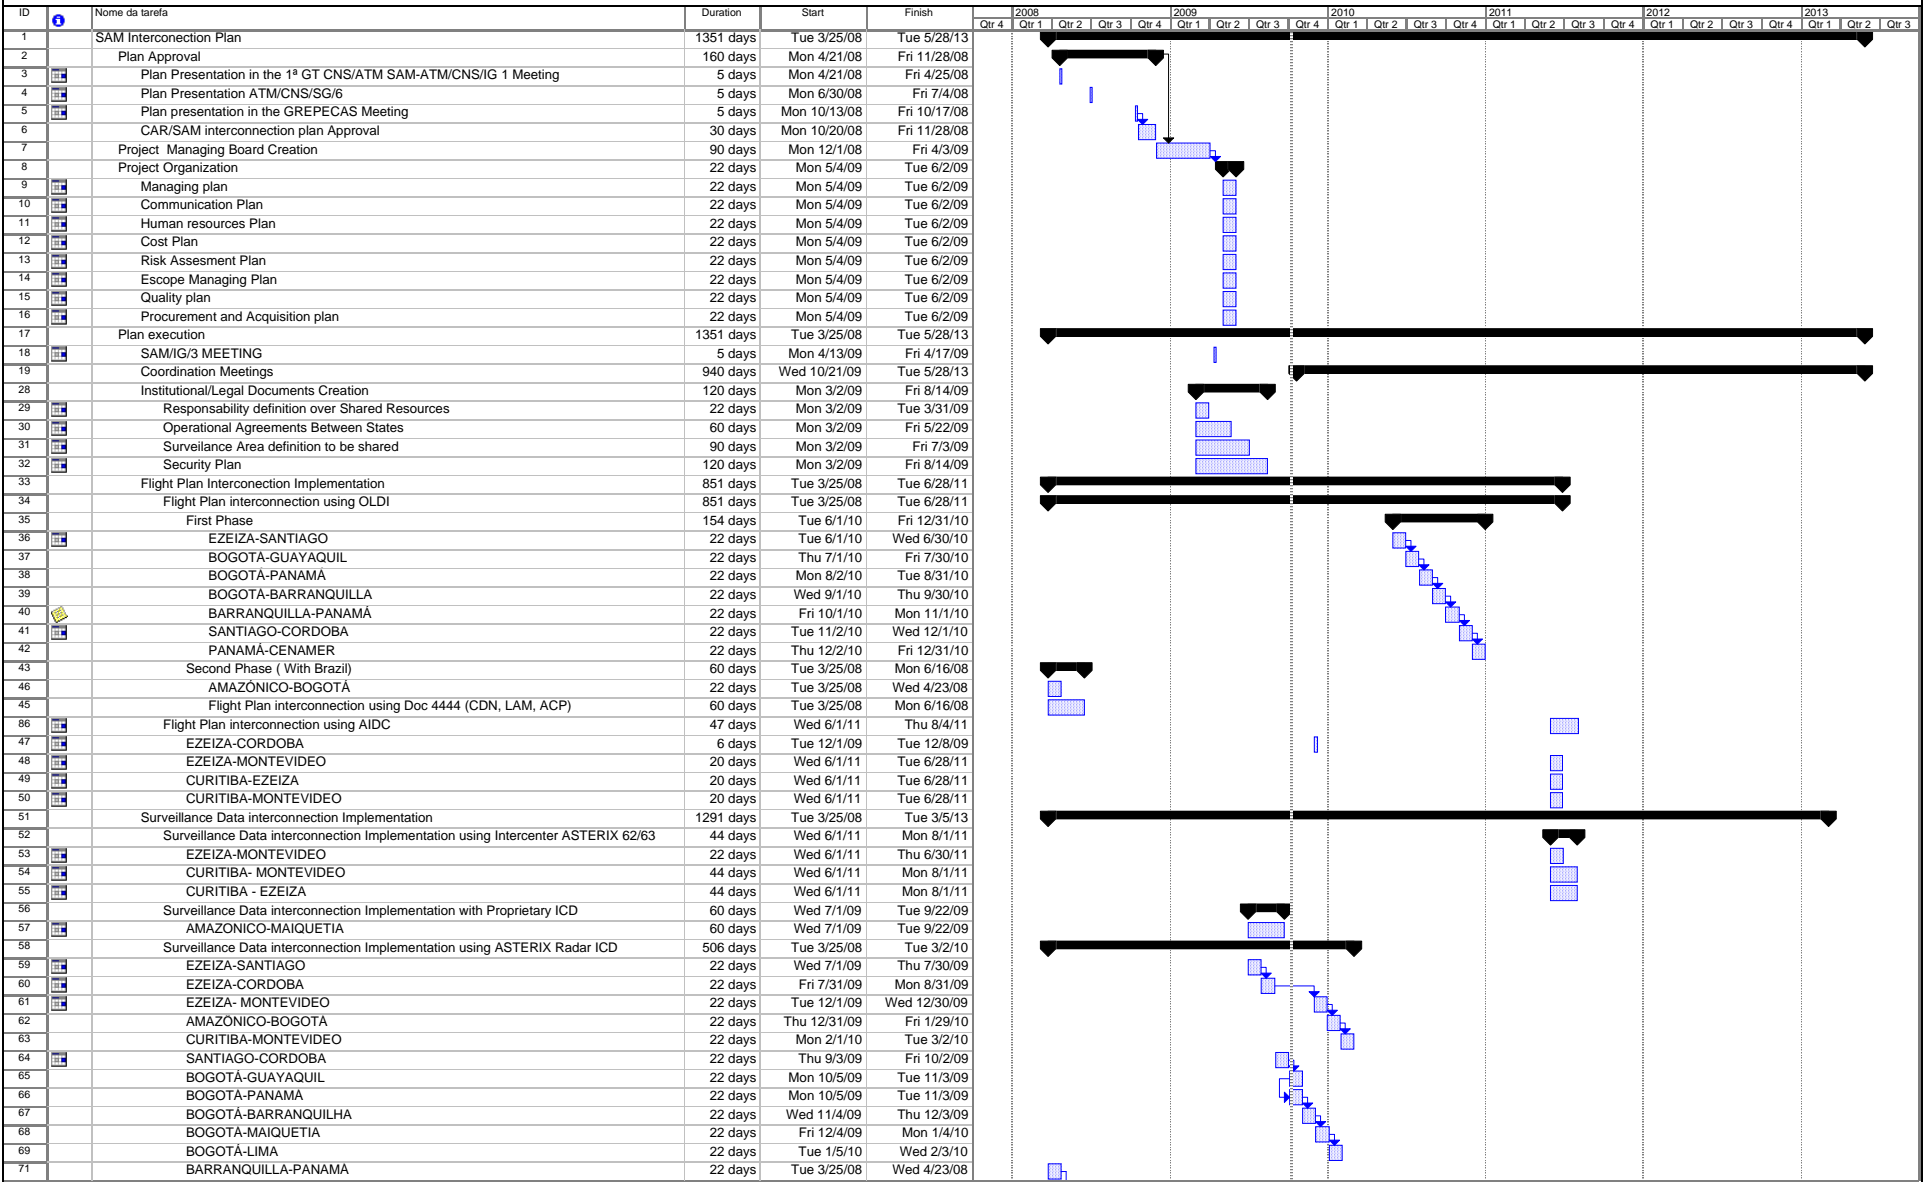 ID Nome da tarefa Duration Start Finish 2008 2009 2010 2011 2012 2013
Qtr 4 Qtr 1 Qtr 2 Qtr 3 Qtr 4 Qtr 1 Qtr 2 Qtr 3 Qtr 4 Qtr 1 Qtr 2 Qtr 3 Qtr 4 Qtr 1 Qtr 2 Qtr 3 Qtr 4 Qtr 1 Qtr 2 Qtr 3 Qtr 4 Qtr 1 Qtr 2 Qtr 3
1 SAM Interconection Plan 1351 days Tue 3/25/08 Tue 5/28/13
2 Plan Approval 160 days Mon 4/21/08 Fri 11/28/08
3 Plan Presentation in the 1ª GT CNS/ATM SAM-ATM/CNS/IG 1 Meeting 5 days Mon 4/21/08 Fri 4/25/08
4 Plan Presentation ATM/CNS/SG/6 5 days Mon 6/30/08 Fri 7/4/08
5 Plan presentation in the GREPECAS Meeting 5 days Mon 10/13/08 Fri 10/17/08
6 CAR/SAM interconection plan Approval 30 days Mon 10/20/08 Fri 11/28/08
7 Project Managing Board Creation 90 days Mon 12/1/08 Fri 4/3/09
8 Project Organization 22 days Mon 5/4/09 Tue 6/2/09
9 Managing plan 22 days Mon 5/4/09 Tue 6/2/09
10 Communication Plan 22 days Mon 5/4/09 Tue 6/2/09
11 Human resources Plan 22 days Mon 5/4/09 Tue 6/2/09
12 Cost Plan 22 days Mon 5/4/09 Tue 6/2/09
13 Risk Assesment Plan 22 days Mon 5/4/09 Tue 6/2/09
14 Escope Managing Plan 22 days Mon 5/4/09 Tue 6/2/09
15 Quality plan 22 days Mon 5/4/09 Tue 6/2/09
16 Procurement and Acquisition plan 22 days Mon 5/4/09 Tue 6/2/09
17 Plan execution 1351 days Tue 3/25/08 Tue 5/28/13
18 SAM/IG/3 MEETING 5 days Mon 4/13/09 Fri 4/17/09
19 Coordination Meetings 940 days Wed 10/21/09 Tue 5/28/13
28 Institutional/Legal Documents Creation 120 days Mon 3/2/09 Fri 8/14/09
29 Responsability definition over Shared Resources 22 days Mon 3/2/09 Tue 3/31/09
30 Operational Agreements Between States 60 days Mon 3/2/09 Fri 5/22/09
31 Surveilance Area definition to be shared 90 days Mon 3/2/09 Fri 7/3/09
32 Security Plan 120 days Mon 3/2/09 Fri 8/14/09
33 Flight Plan Interconection Implementation 851 days Tue 3/25/08 Tue 6/28/11
34 Flight Plan interconection using OLDI 851 days Tue 3/25/08 Tue 6/28/11
35 First Phase 154 days Tue 6/1/10 Fri 12/31/10
36 EZEIZA-SANTIAGO 22 days Tue 6/1/10 Wed 6/30/10
37 BOGOTÁ-GUAYAQUIL 22 days Thu 7/1/10 Fri 7/30/10
38 BOGOTÁ-PANAMÁ 22 days Mon 8/2/10 Tue 8/31/10
39 BOGOTÁ-BARRANQUILLA 22 days Wed 9/1/10 Thu 9/30/10
40 BARRANQUILLA-PANAMÁ 22 days Fri 10/1/10 Mon 11/1/10
41 SANTIAGO-CORDOBA 22 days Tue 11/2/10 Wed 12/1/10
42 PANAMÁ-CENAMER 22 days Thu 12/2/10 Fri 12/31/10
43 Second Phase ( With Brazil) 60 days Tue 3/25/08 Mon 6/16/08
46 AMAZÓNICO-BOGOTÁ 22 days Tue 3/25/08 Wed 4/23/08
45 Flight Plan interconection using Doc 4444 (CDN, LAM, ACP) 60 days Tue 3/25/08 Mon 6/16/08
86 Flight Plan interconection using AIDC 47 days Wed 6/1/11 Thu 8/4/11
47 EZEIZA-CORDOBA 6 days Tue 12/1/09 Tue 12/8/09
48 EZEIZA-MONTEVIDEO 20 days Wed 6/1/11 Tue 6/28/11
49 CURITIBA-EZEIZA 20 days Wed 6/1/11 Tue 6/28/11
50 CURITIBA-MONTEVIDEO 20 days Wed 6/1/11 Tue 6/28/11
51 Surveillance Data interconection Implementation 1291 days Tue 3/25/08 Tue 3/5/13
52 Surveillance Data interconection Implementation using Intercenter ASTERIX 62/63 44 days Wed 6/1/11 Mon 8/1/11
53 EZEIZA-MONTEVIDEO 22 days Wed 6/1/11 Thu 6/30/11
54 CURITIBA- MONTEVIDEO 44 days Wed 6/1/11 Mon 8/1/11
55 CURITIBA - EZEIZA 44 days Wed 6/1/11 Mon 8/1/11
56 Surveillance Data interconection Implementation with Proprietary ICD 60 days Wed 7/1/09 Tue 9/22/09
57 AMAZONICO-MAIQUETIA 60 days Wed 7/1/09 Tue 9/22/09
58 Surveillance Data interconection Implementation using ASTERIX Radar ICD 506 days Tue 3/25/08 Tue 3/2/10
59 EZEIZA-SANTIAGO 22 days Wed 7/1/09 Thu 7/30/09
60 EZEIZA-CORDOBA 22 days Fri 7/31/09 Mon 8/31/09
61 EZEIZA- MONTEVIDEO 22 days Tue 12/1/09 Wed 12/30/09
62 AMAZÓNICO-BOGOTÁ 22 days Thu 12/31/09 Fri 1/29/10
63 CURITIBA-MONTEVIDEO 22 days Mon 2/1/10 Tue 3/2/10
64 SANTIAGO-CORDOBA 22 days Thu 9/3/09 Fri 10/2/09
65 BOGOTÁ-GUAYAQUIL 22 days Mon 10/5/09 Tue 11/3/09
66 BOGOTÁ-PANAMÁ 22 days Mon 10/5/09 Tue 11/3/09
67 BOGOTÁ-BARRANQUILHA 22 days Wed 11/4/09 Thu 12/3/09
68 BOGOTÁ-MAIQUETIA 22 days Fri 12/4/09 Mon 1/4/10
69 BOGOTÁ-LIMA 22 days Tue 1/5/10 Wed 2/3/10
71 BARRANQUILLA-PANAMÁ 22 days Tue 3/25/08 Wed 4/23/08